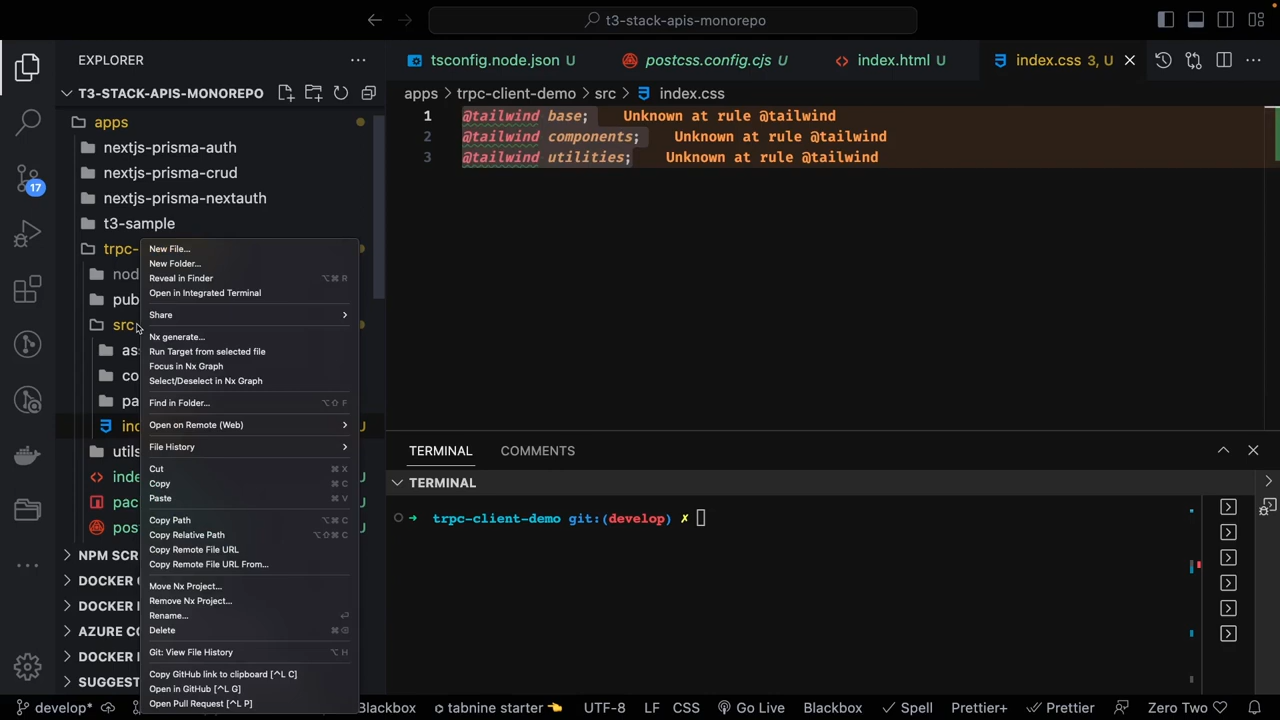 t3-stack-apis-monorepo
EXPLORER
T3-STACK-APIS-MONOREPO
apps
nextjs-prisma-auth
nextjs-prisma-crud
nextjs-prisma-nextauth
t3-sample
trpc-
nod
pub
src
as
co
pa
inc
U
utils
inde
U
pac
U
post
U
NPM SCR
DOCKER C
DOCKER I
AZURE CO
DOCKER I
SUGGEST
17
New File...
New Folder...
Reveal in Finder ⌥⌘ R
Open in Integrated Terminal
Share
Nx generate...
Run Target from selected file
Focus in Nx Graph
Select/Deselect in Nx Graph
Find in Folder... ⌥⇧ F
Open on Remote (Web)
File History
Cut ⌘ X
Copy ⌘ C
Paste ⌘ V
Copy Path ⌥⌘ C
Copy Relative Path ⌥⇧⌘ C
Copy Remote File URL
Copy Remote File URL From...
Move Nx Project...
Remove Nx Project...
Rename... ⏎
Delete ⌘⌫
Git: View File History ⌥ H
Copy GitHub link to clipboard [^L C]
Open in GitHub [^L G]
Open Pull Request [^L P]
tsconfig.node.json U
postcss.config.cjs U
index.html U
index.css 3, U
apps > trpc-client-demo > src > index.css
1 @tailwind base; Unknown at rule @tailwind
2 @tailwind components; Unknown at rule @tailwind
3 @tailwind utilities; Unknown at rule @tailwind
TERMINAL COMMENTS
TERMINAL
trpc-client-demo git:(develop) ✗
develop* Blackbox tabnine starter 👈 UTF-8 LF CSS Go Live Blackbox Spell Prettier+ Prettier Zero Two